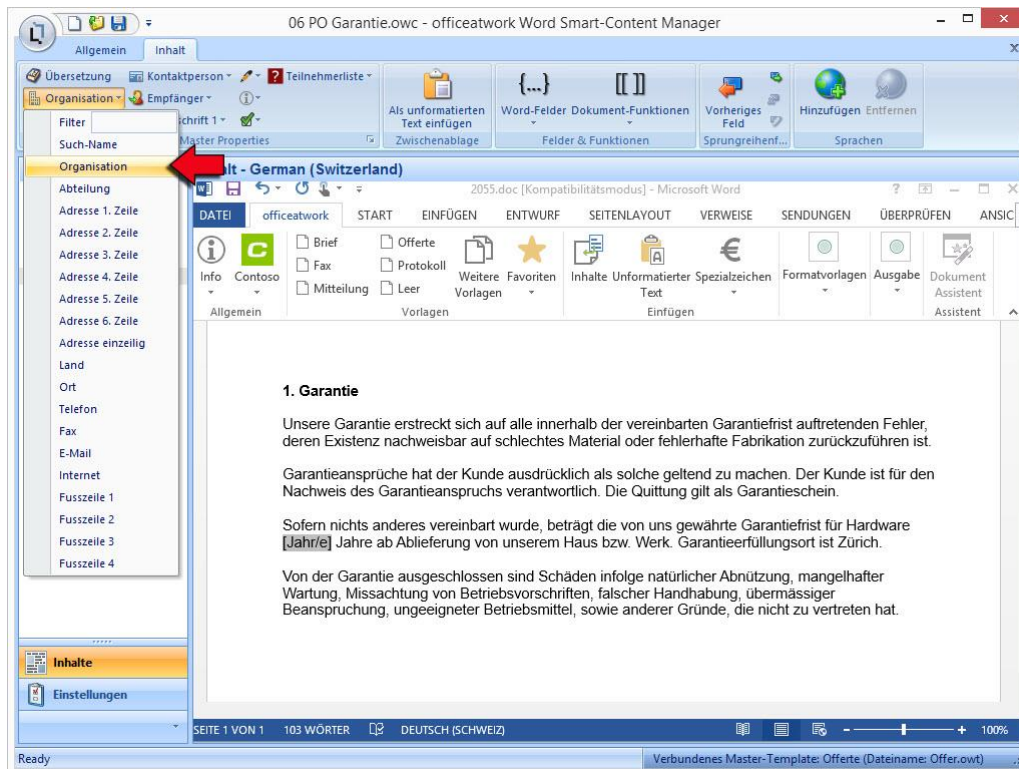 06 PO Garantie.owc - officeatwork Word Smart-Content Manager
Allgemein Inhalt
Übersetzung Kontaktperson Teilnehmerliste
Organisation Empfänger
chrift 1
Master Properties
Als unformatierten
Text einfügen
Zwischenablage
{...} [[ ]]
Word-Felder Dokument-Funktionen
Felder & Funktionen
Vorheriges
Feld
Sprungreihenf...
Hinzufügen Entfernen
Sprachen
Filter
Such-Name
Organisation
Abteilung
Adresse 1. Zeile
Adresse 2. Zeile
Adresse 3. Zeile
Adresse 4. Zeile
Adresse 5. Zeile
Adresse 6. Zeile
Adresse einzeilig
Land
Ort
Telefon
Fax
E-Mail
Internet
Fusszeile 1
Fusszeile 2
Fusszeile 3
Fusszeile 4
Inhalte
Einstellungen
lt - German (Switzerland)
2055.doc [Kompatibilitätsmodus] - Microsoft Word
DATEI officeatwork START EINFÜGEN ENTWURF SEITENLAYOUT VERWEISE SENDUNGEN ÜBERPRÜFEN ANSIC
Info Contoso
Allgemein
Brief Offerte
Fax Protokoll
Mitteilung Leer
Weitere
Vorlagen
Favoriten
Vorlagen
Inhalte Unformatierter
Text
Spezialzeichen
Einfügen
Formatvorlagen Ausgabe
Dokument
Assistent
Assistent
1. Garantie
Unsere Garantie erstreckt sich auf alle innerhalb der vereinbarten Garantiefrist auftretenden Fehler,
deren Existenz nachweisbar auf schlechtes Material oder fehlerhafte Fabrikation zurückzuführen ist.
Garantieansprüche hat der Kunde ausdrücklich als solche geltend zu machen. Der Kunde ist für den
Nachweis des Garantieanspruchs verantwortlich. Die Quittung gilt als Garantieschein.
Sofern nichts anderes vereinbart wurde, beträgt die von uns gewährte Garantiefrist für Hardware
[Jahr/e] Jahre ab Ablieferung von unserem Haus bzw. Werk. Garantieerfüllungsort ist Zürich.
Von der Garantie ausgeschlossen sind Schäden infolge natürlicher Abnützung, mangelhafter
Wartung, Missachtung von Betriebsvorschriften, falscher Handhabung, übermässiger
Beanspruchung, ungeeigneter Betriebsmittel, sowie anderer Gründe, die nicht zu vertreten hat.
SEITE 1 VON 1 103 WÖRTER DEUTSCH (SCHWEIZ) 100%
Ready Verbundenes Master-Template: Offerte (Dateiname: Offer.owt)